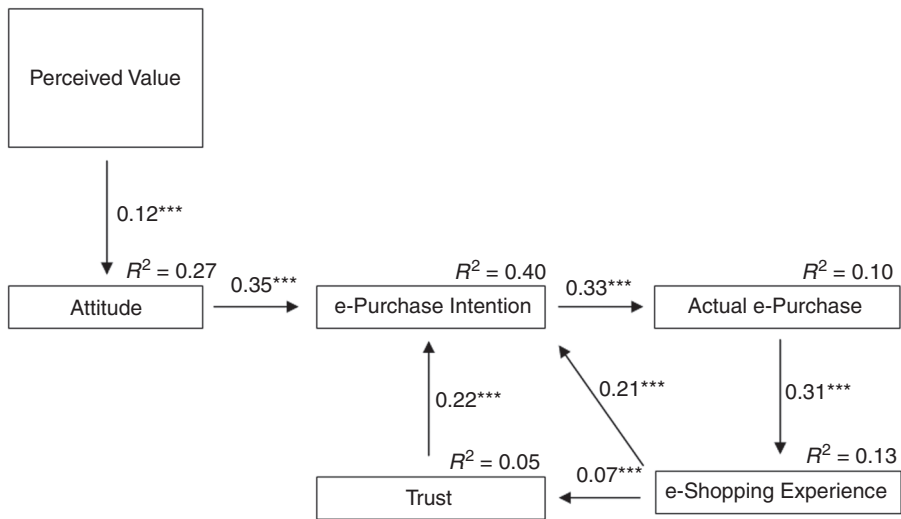 Perceived Value
0.12***
R² = 0.27
R² = 0.40
R² = 0.10
0.35***
0.33***
Attitude
e-Purchase Intention
Actual e-Purchase
0.22***
0.21***
0.31***
R² = 0.05
R² = 0.13
0.07***
Trust
e-Shopping Experience